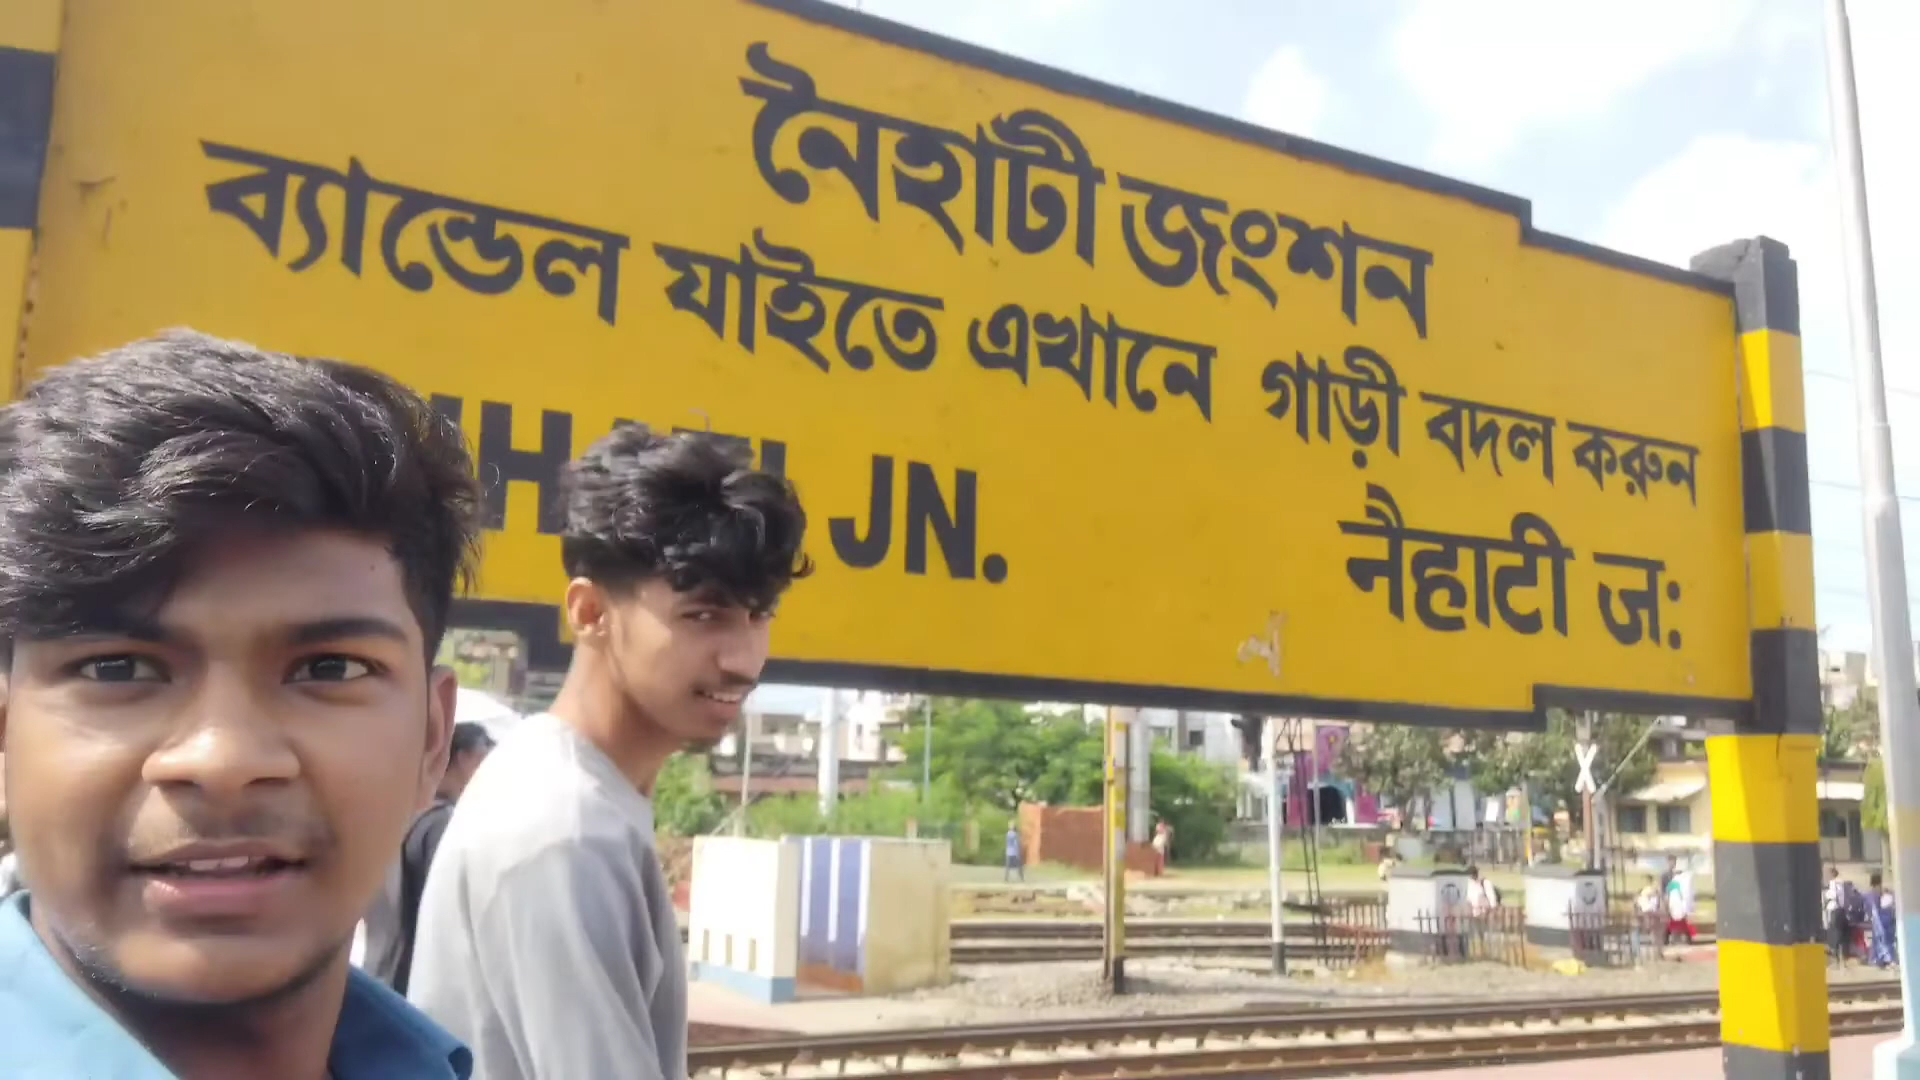 নৈহাটী জংশন
ব্যান্ডেল যাইতে এখানে গাড়ী বদল করুন
JN.
नैहाटी ज: